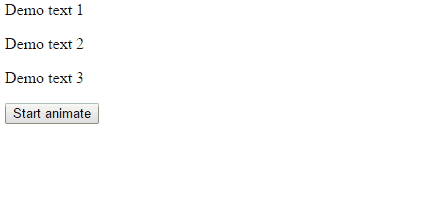 Demo text 1
Demo text 2
Demo text 3
Start animate